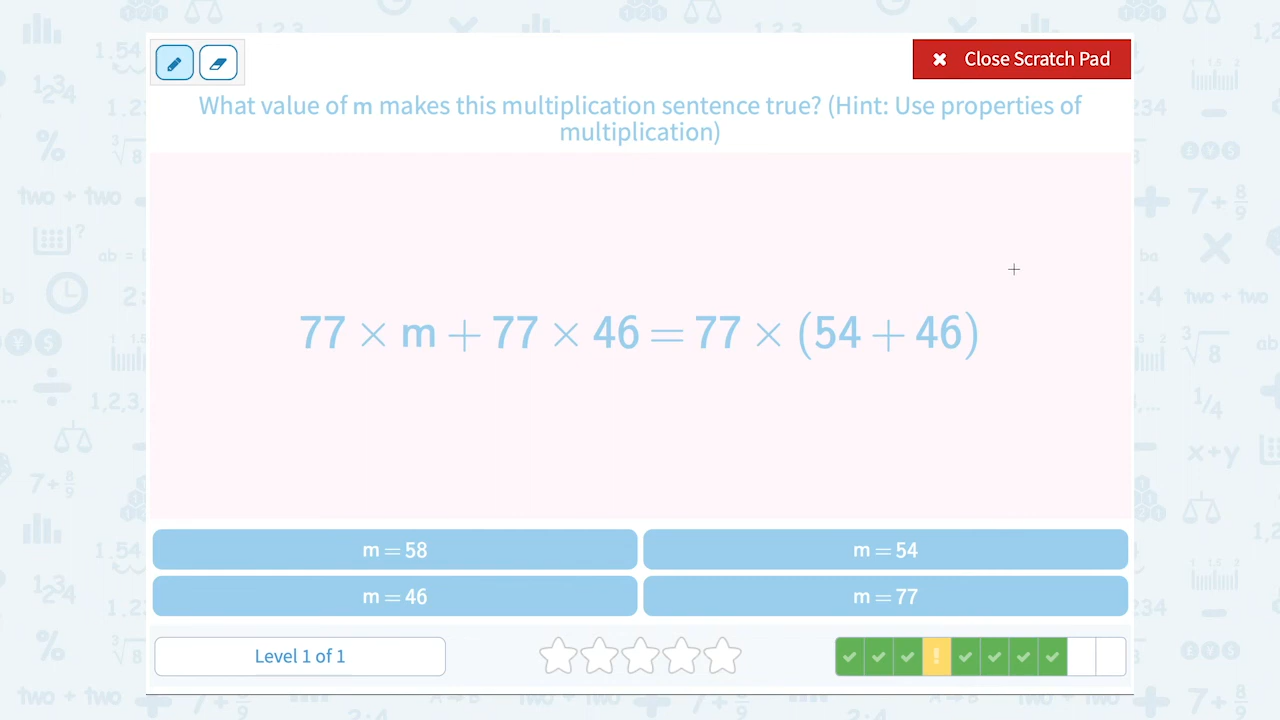 Close Scratch Pad
What value of m makes this multiplication sentence true? (Hint: Use properties of
multiplication)
77 × m + 77 × 46 = 77 × (54 + 46)
m = 58
m = 54
m = 46
m = 77
Level 1 of 1